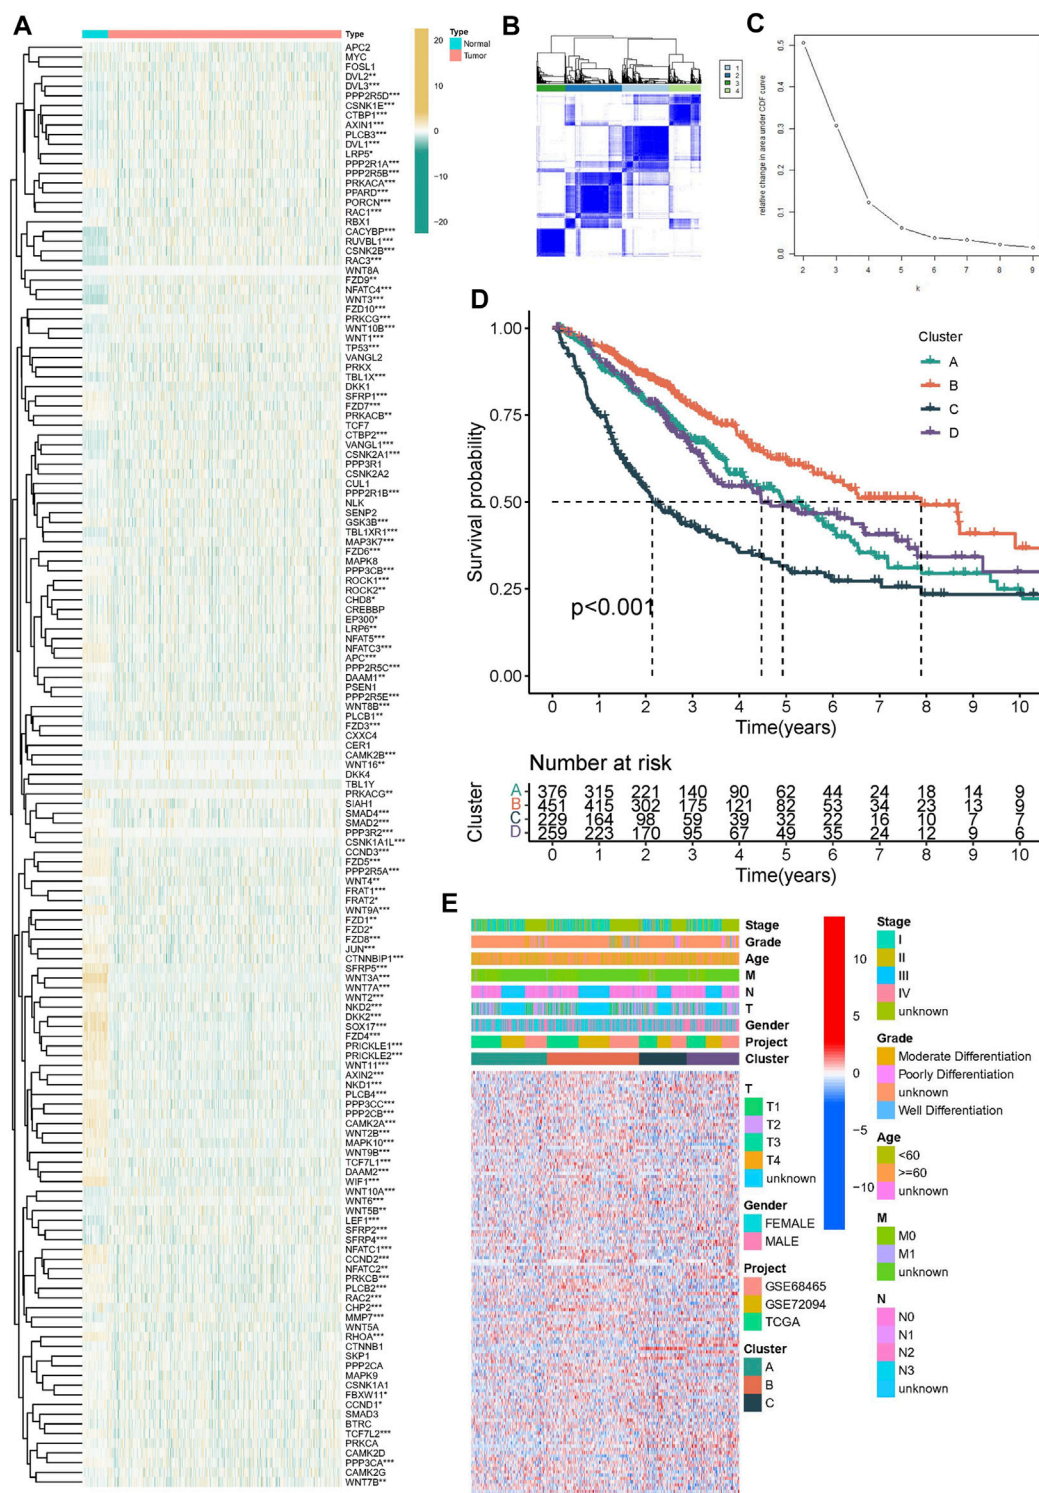 A
Type
Type
Normal
Tumor
20
10
0
−10
−20
APC2
MYC
FOSL1
DVL2**
DVL3***
PPP2R5D***
CSNK1E***
CTBP1***
AXIN1***
PLCB3***
DVL1***
LRP5*
PPP2R1A***
PPP2R5B***
PRKACA***
PPARD***
PORCN***
RAC1***
RBX1
CACYBP***
RUVBL1***
CSNK2B***
RAC3***
WNT8A
FZD9**
NFATC4***
WNT3***
FZD10***
PRKCG***
WNT10B***
WNT1***
TP53***
VANGL2
PRKX
TBL1X***
DKK1
SFRP1***
FZD7***
PRKACB**
TCF7
CTBP2***
VANGL1***
CSNK2A1***
PPP3R1
CSNK2A2
CUL1
PPP2R1B***
NLK
SENP2
GSK3B***
TBL1XR1***
MAP3K7***
FZD6***
MAPK8
PPP3CB***
ROCK1***
ROCK2**
CHD8*
CREBBP
EP300*
LRP6**
NFAT5***
NFATC3***
APC***
PPP2R5C***
DAAM1**
PSEN1
PPP2R5E***
WNT8B***
PLCB1**
FZD3***
CXXC4
CER1
CAMK2B***
WNT16**
DKK4
TBL1Y
PRKACG**
SIAH1
SMAD4***
SMAD2***
PPP3R2***
CSNK1A1L***
CCND3***
FZD5***
PPP2R5A***
WNT4**
FRAT1***
FRAT2*
WNT9A***
FZD1**
FZD2*
FZD8***
JUN***
CTNNBIP1***
SFRP5***
WNT3A***
WNT7A***
WNT2***
NKD2***
DKK2***
SOX17***
FZD4***
PRICKLE1***
PRICKLE2***
WNT11***
AXIN2***
NKD1***
PLCB4***
PPP3CC***
PPP2CB***
CAMK2A***
WNT2B***
MAPK10***
WNT9B***
TCF7L1***
DAAM2***
WIF1***
WNT10A***
WNT6***
WNT5B**
LEF1***
SFRP2***
SFRP4***
NFATC1***
CCND2***
NFATC2**
PRKCB***
PLCB2***
RAC2***
CHP2***
MMP7***
WNT5A
RHOA***
CTNNB1
SKP1
PPP2CA
MAPK9
CSNK1A1
FBXW11*
CCND1*
SMAD3
BTRC
TCF7L2***
PRKCA
CAMK2D
PPP3CA***
CAMK2G
WNT7B**
B
1
2
3
4
C
relative change in area under CDF curve
0.5
0.4
0.3
0.2
0.1
0.0
2 3 4 5 6 7 8 9
k
D
Survival probability
1.00
0.75
0.50
0.25
0.00
p<0.001
Cluster
A
B
C
D
0 1 2 3 4 5 6 7 8 9 10
Time(years)
Number at risk
Cluster
A 376 315 221 140 90 62 44 24 18 14 9
B 451 415 302 175 121 82 53 34 23 13 9
C 229 164 98 59 39 32 22 16 10 7 7
D 259 223 170 95 67 49 35 24 12 9 6
0 1 2 3 4 5 6 7 8 9 10
Time(years)
E
Stage
Grade
Age
M
N
T
Gender
Project
Cluster
T
T1
T2
T3
T4
unknown
Gender
FEMALE
MALE
Project
GSE68465
GSE72094
TCGA
Cluster
A
B
C
10
5
0
−5
−10
Stage
I
II
III
IV
unknown
Grade
Moderate Differentiation
Poorly Differentiation
unknown
Well Differentiation
Age
<60
>=60
unknown
M
M0
M1
unknown
N
N0
N1
N2
N3
unknown